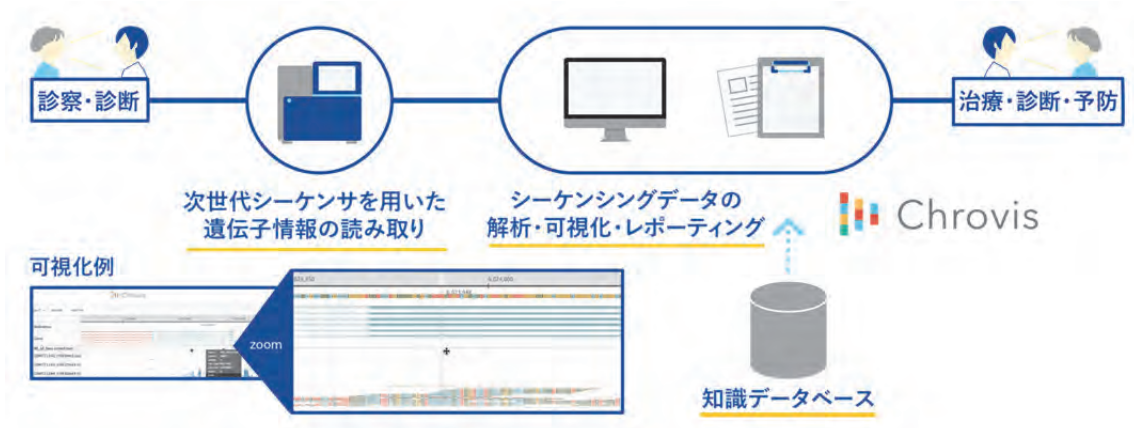 診察・診断
治療・診断・予防
次世代シーケンサを用いた
遺伝子情報の読み取り
シーケンシングデータの
解析・可視化・レポーティング
Chrovis
可視化例
zoom
知識データベース